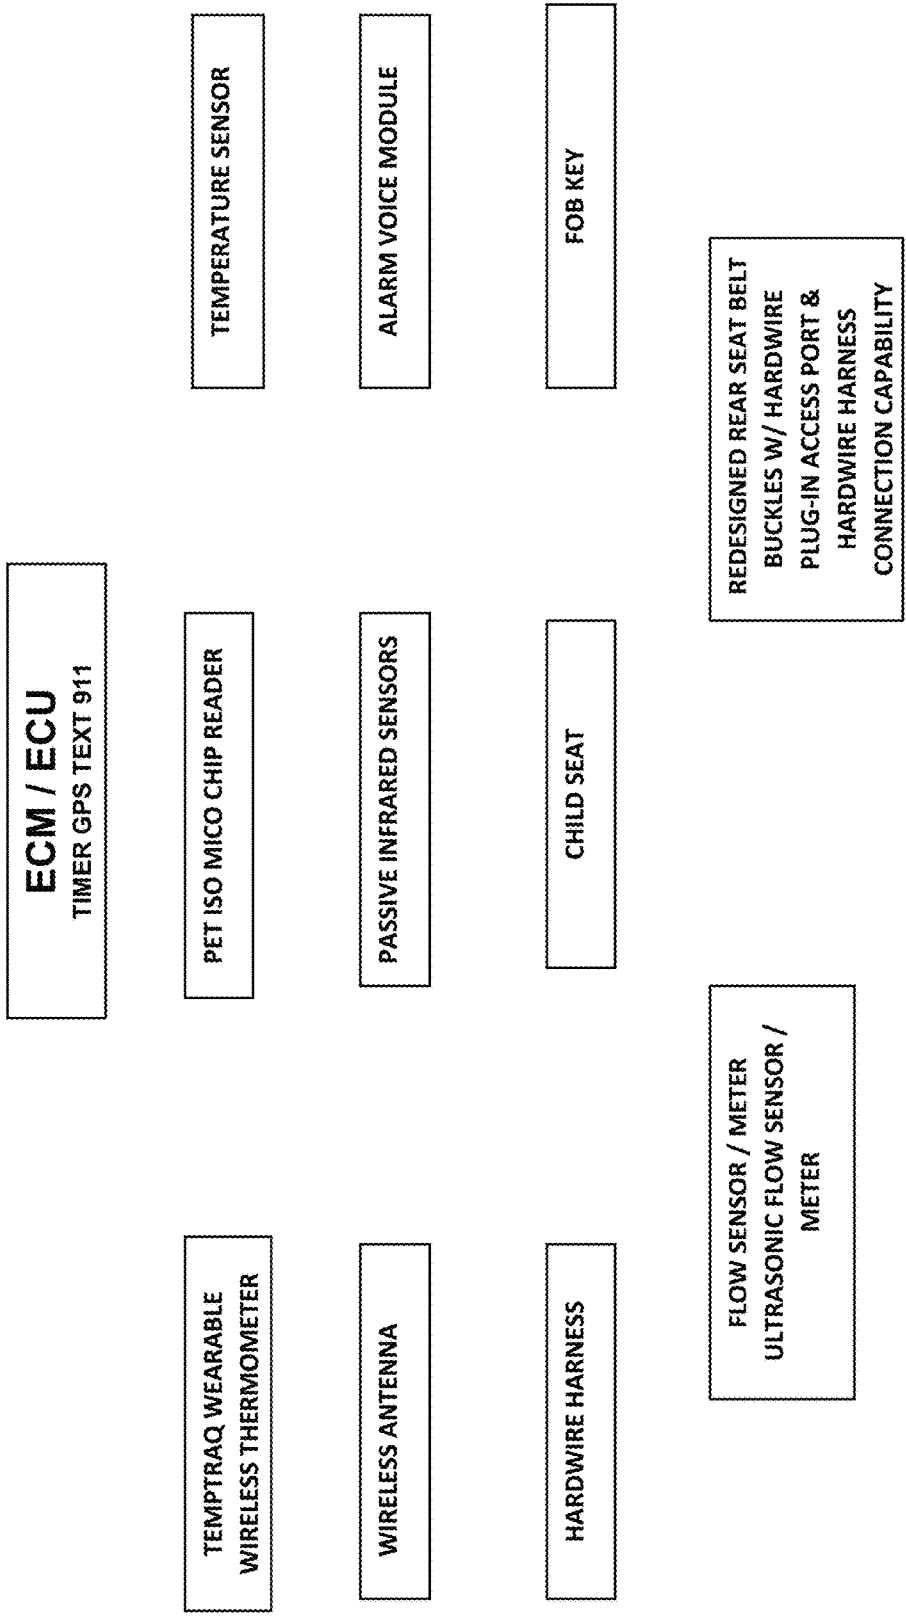 ECM / ECU
TIMER GPS TEXT 911
TEMPTRAQ WEARABLE
WIRELESS THERMOMETER
PET ISO MICO CHIP READER
TEMPERATURE SENSOR
WIRELESS ANTENNA
PASSIVE INFRARED SENSORS
ALARM VOICE MODULE
HARDWIRE HARNESS
CHILD SEAT
FOB KEY
FLOW SENSOR / METER
ULTRASONIC FLOW SENSOR /
METER
REDESIGNED REAR SEAT BELT
BUCKLES W/ HARDWIRE
PLUG-IN ACCESS PORT &
HARDWIRE HARNESS
CONNECTION CAPABILITY